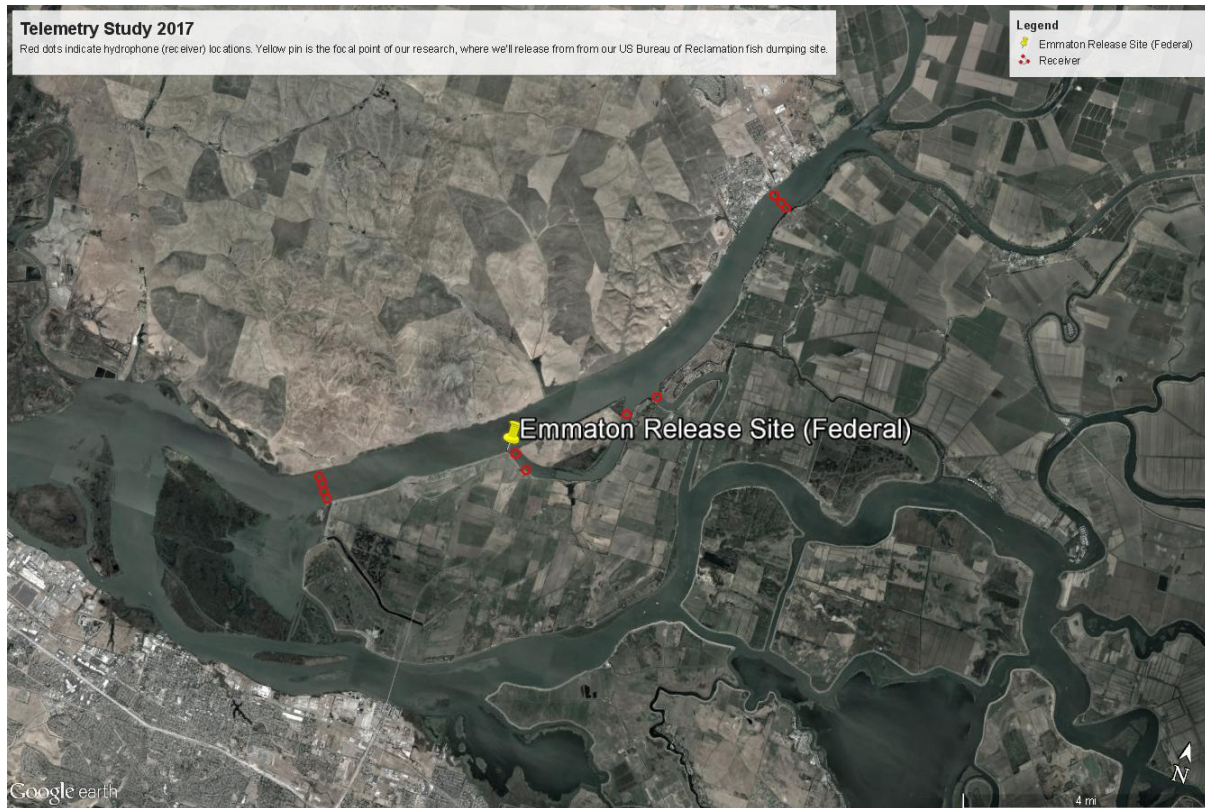 Telemetry Study 2017
Red dots indicate hydrophone (receiver) locations. Yellow pin is the focal point of our research, where we'll release from from our US Bureau of Reclamation fish dumping site.
Legend
Emmaton Release Site (Federal)
Receiver
Emmaton Release Site (Federal)
N
Google earth
4 mi